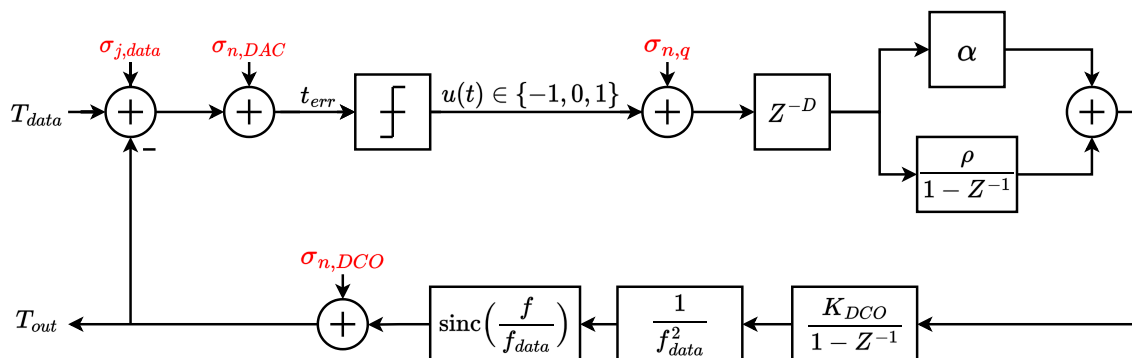 σ_{j,data}
σ_{n,DAC}
σ_{n,q}
α
T_{data}
+
+
t_{err}
u(t) ∈ {−1, 0, 1}
+
Z^{−D}
+
−
ρ / (1 − Z^{−1})
σ_{n,DCO}
T_{out}
+
sinc(f / f_{data})
1 / f_{data}^2
K_{DCO} / (1 − Z^{−1})